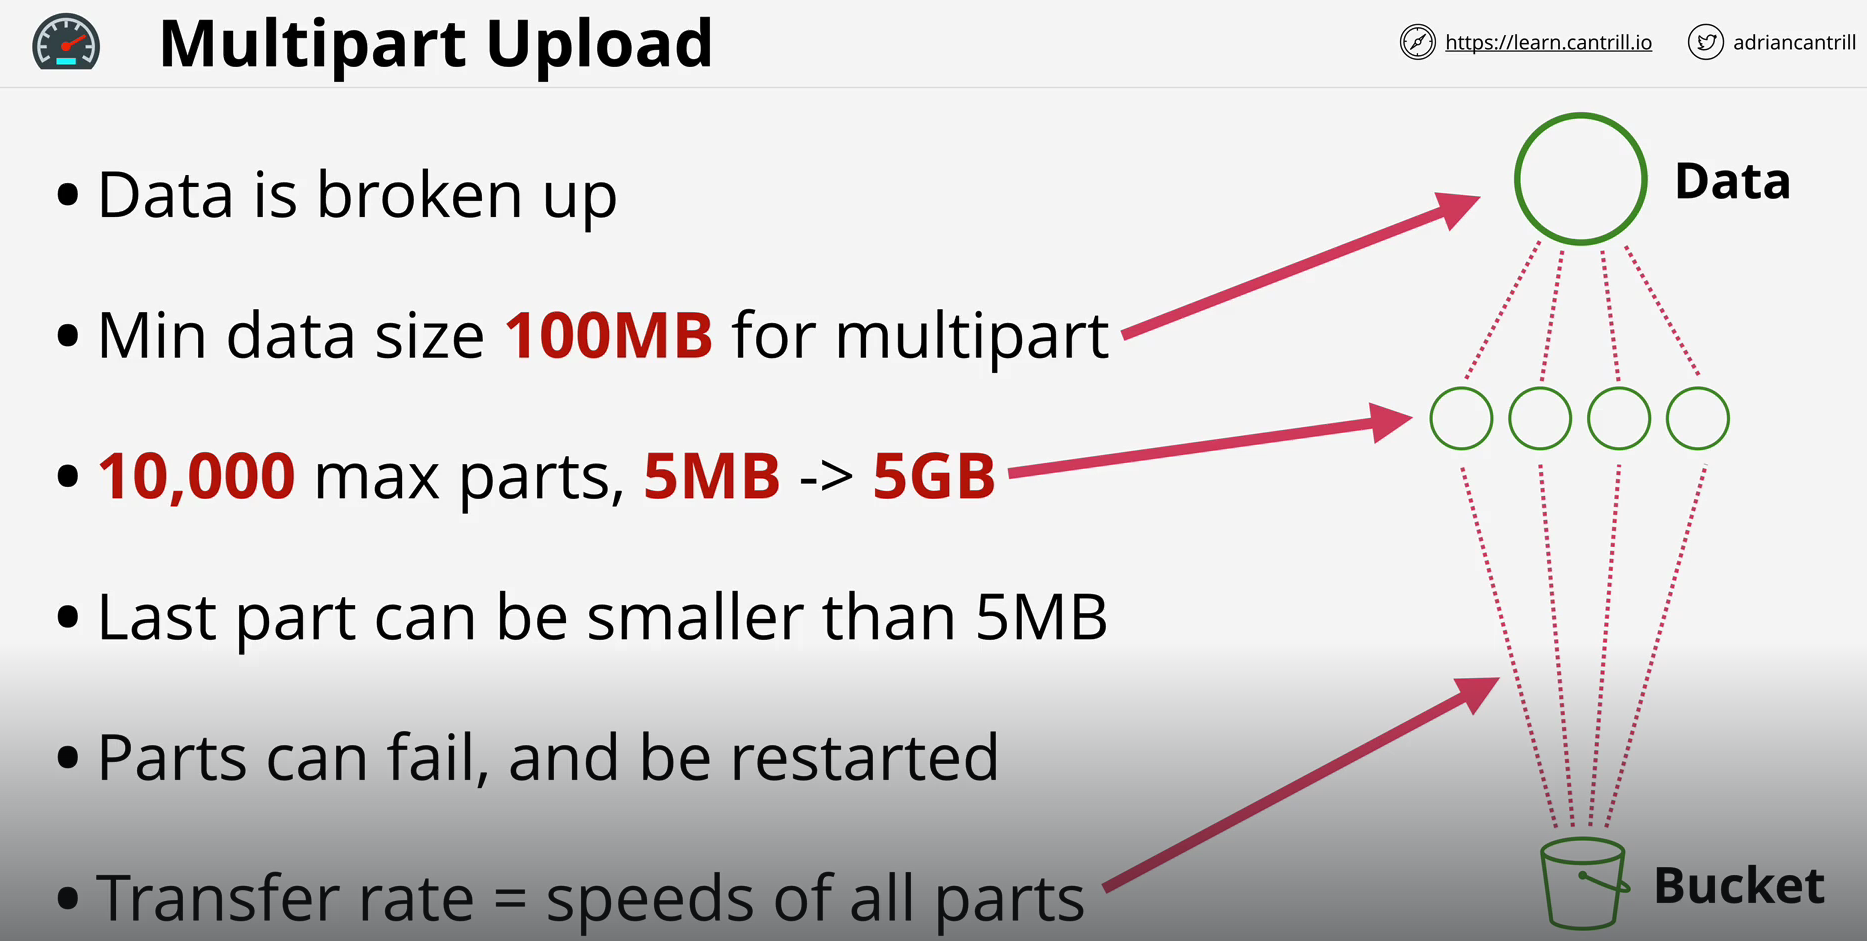 Multipart Upload
https://learn.cantrill.io
adriancantrill
• Data is broken up
• Min data size 100MB for multipart
• 10,000 max parts, 5MB -> 5GB
• Last part can be smaller than 5MB
• Parts can fail, and be restarted
• Transfer rate = speeds of all parts
Data
Bucket